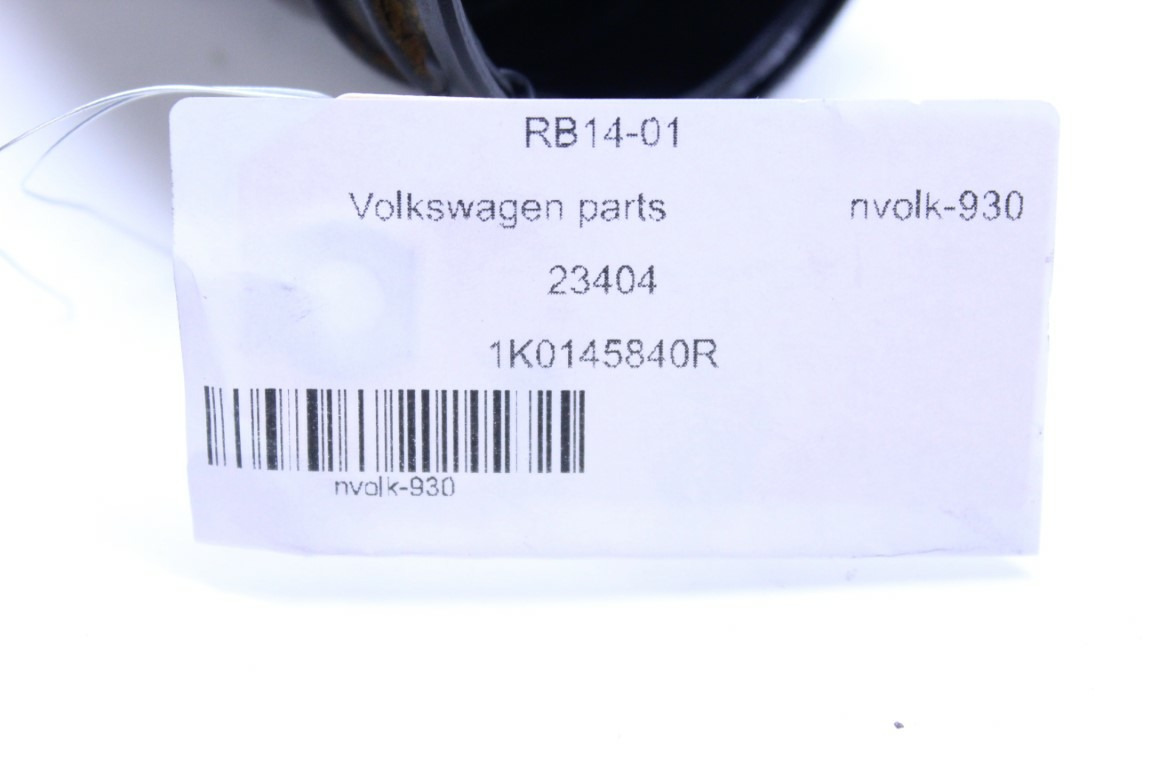 RB14-01
Volkswagen parts nvolk-930
23404
1K0145840R
nvolk-930